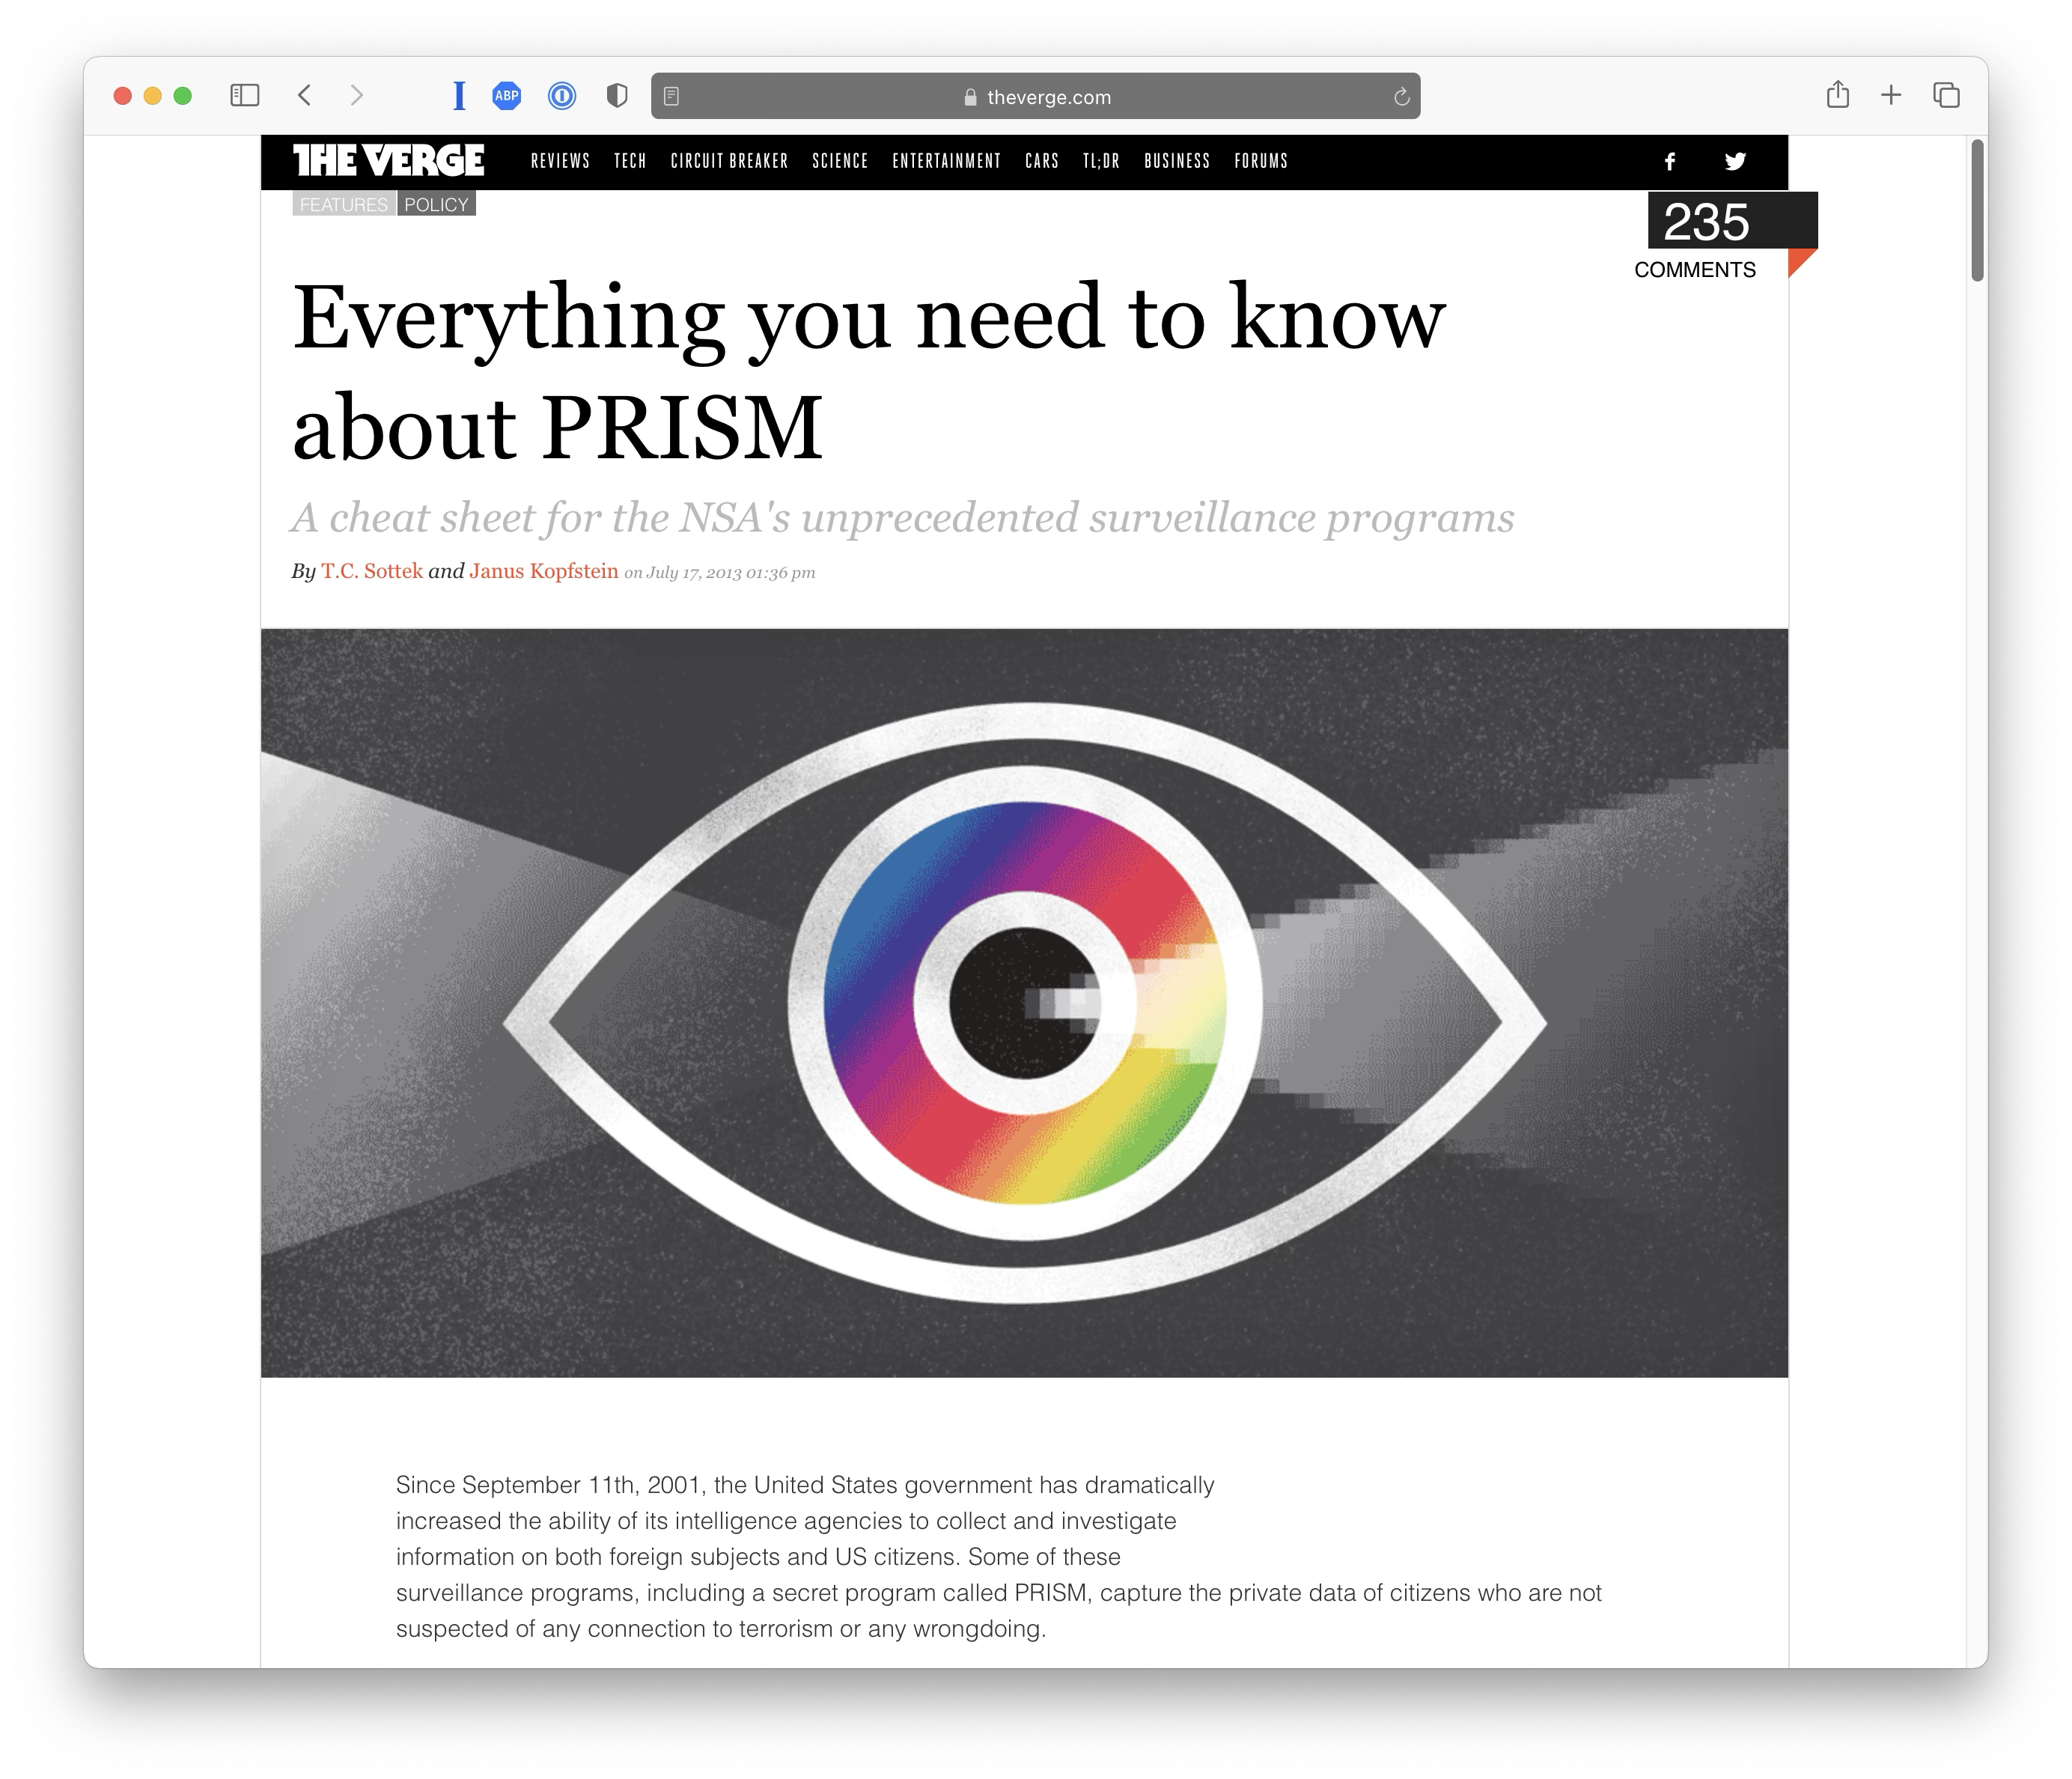 ABP
theverge.com
THE VERGE REVIEWS TECH CIRCUIT BREAKER SCIENCE ENTERTAINMENT CARS TL;DR BUSINESS FORUMS
FEATURES POLICY
235
COMMENTS
Everything you need to know
about PRISM
A cheat sheet for the NSA's unprecedented surveillance programs
By T.C. Sottek and Janus Kopfstein on July 17, 2013 01:36 pm
Since September 11th, 2001, the United States government has dramatically
increased the ability of its intelligence agencies to collect and investigate
information on both foreign subjects and US citizens. Some of these
surveillance programs, including a secret program called PRISM, capture the private data of citizens who are not
suspected of any connection to terrorism or any wrongdoing.